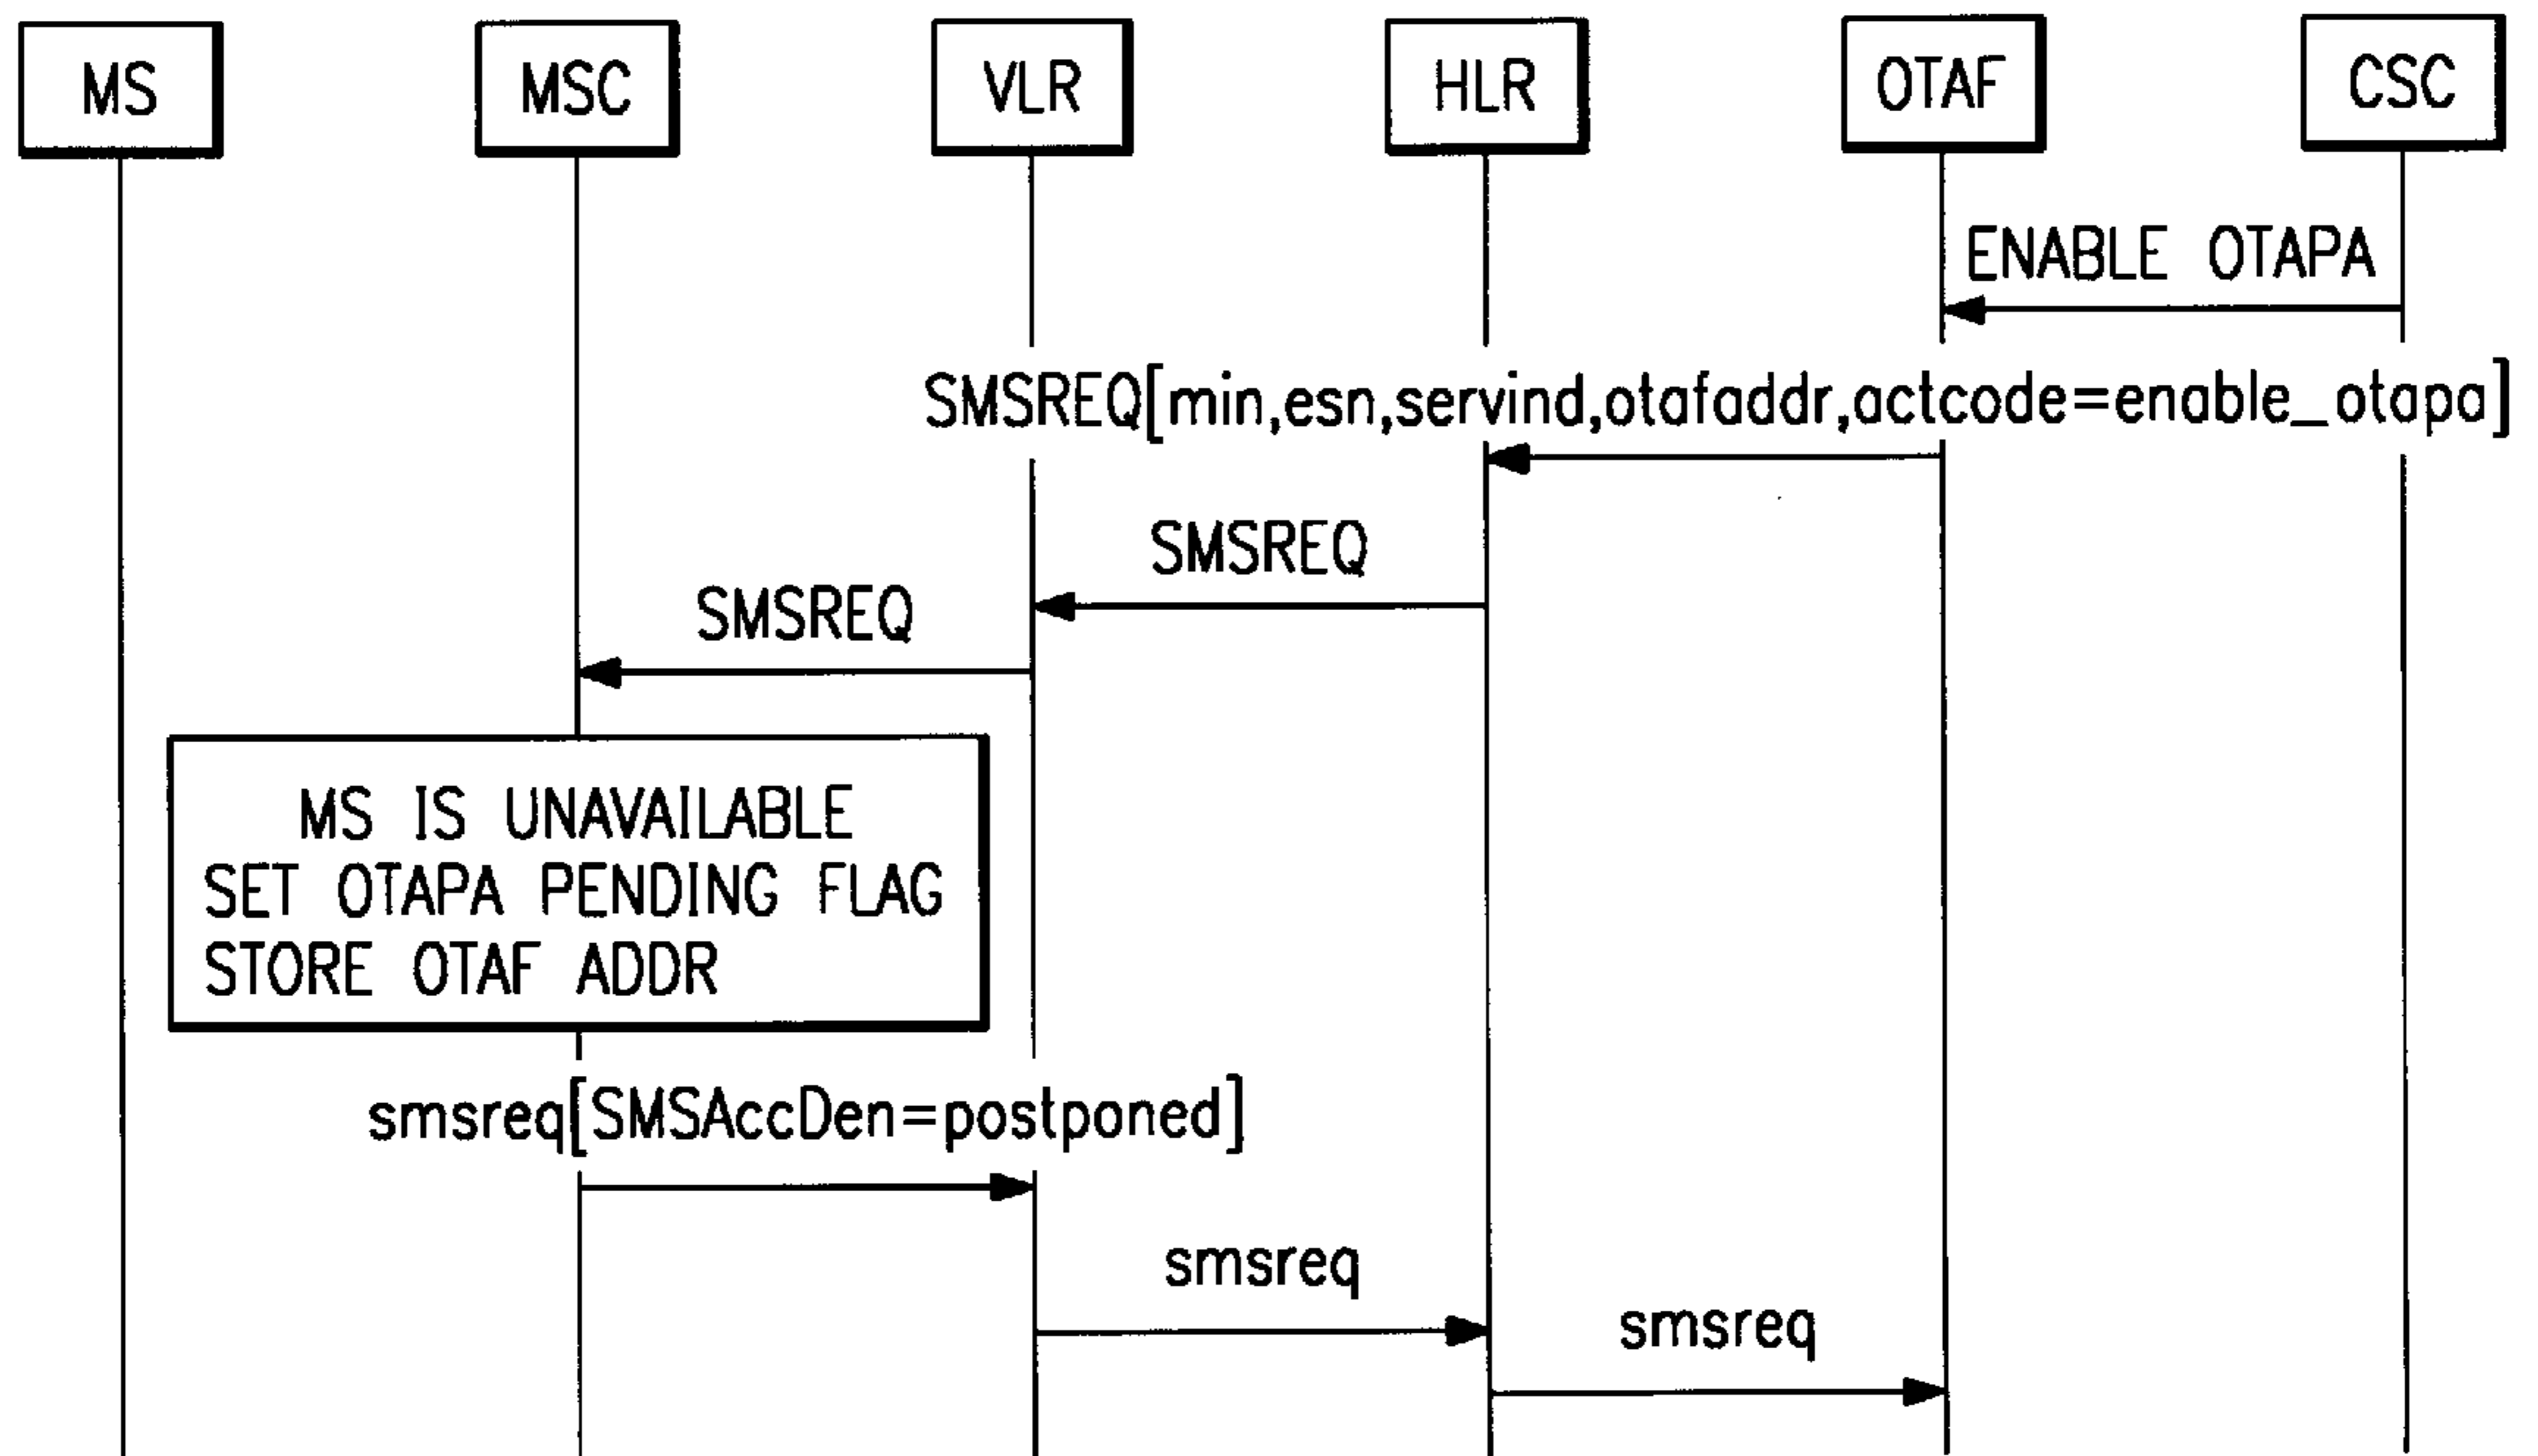 MS
MSC
VLR
HLR
OTAF
CSC
ENABLE OTAPA
SMSREQ[min,esn,servind,otafaddr,actcode=enable_otapa]
SMSREQ
SMSREQ
MS IS UNAVAILABLE
SET OTAPA PENDING FLAG
STORE OTAF ADDR
smsreq[SMSAccDen=postponed]
smsreq
smsreq